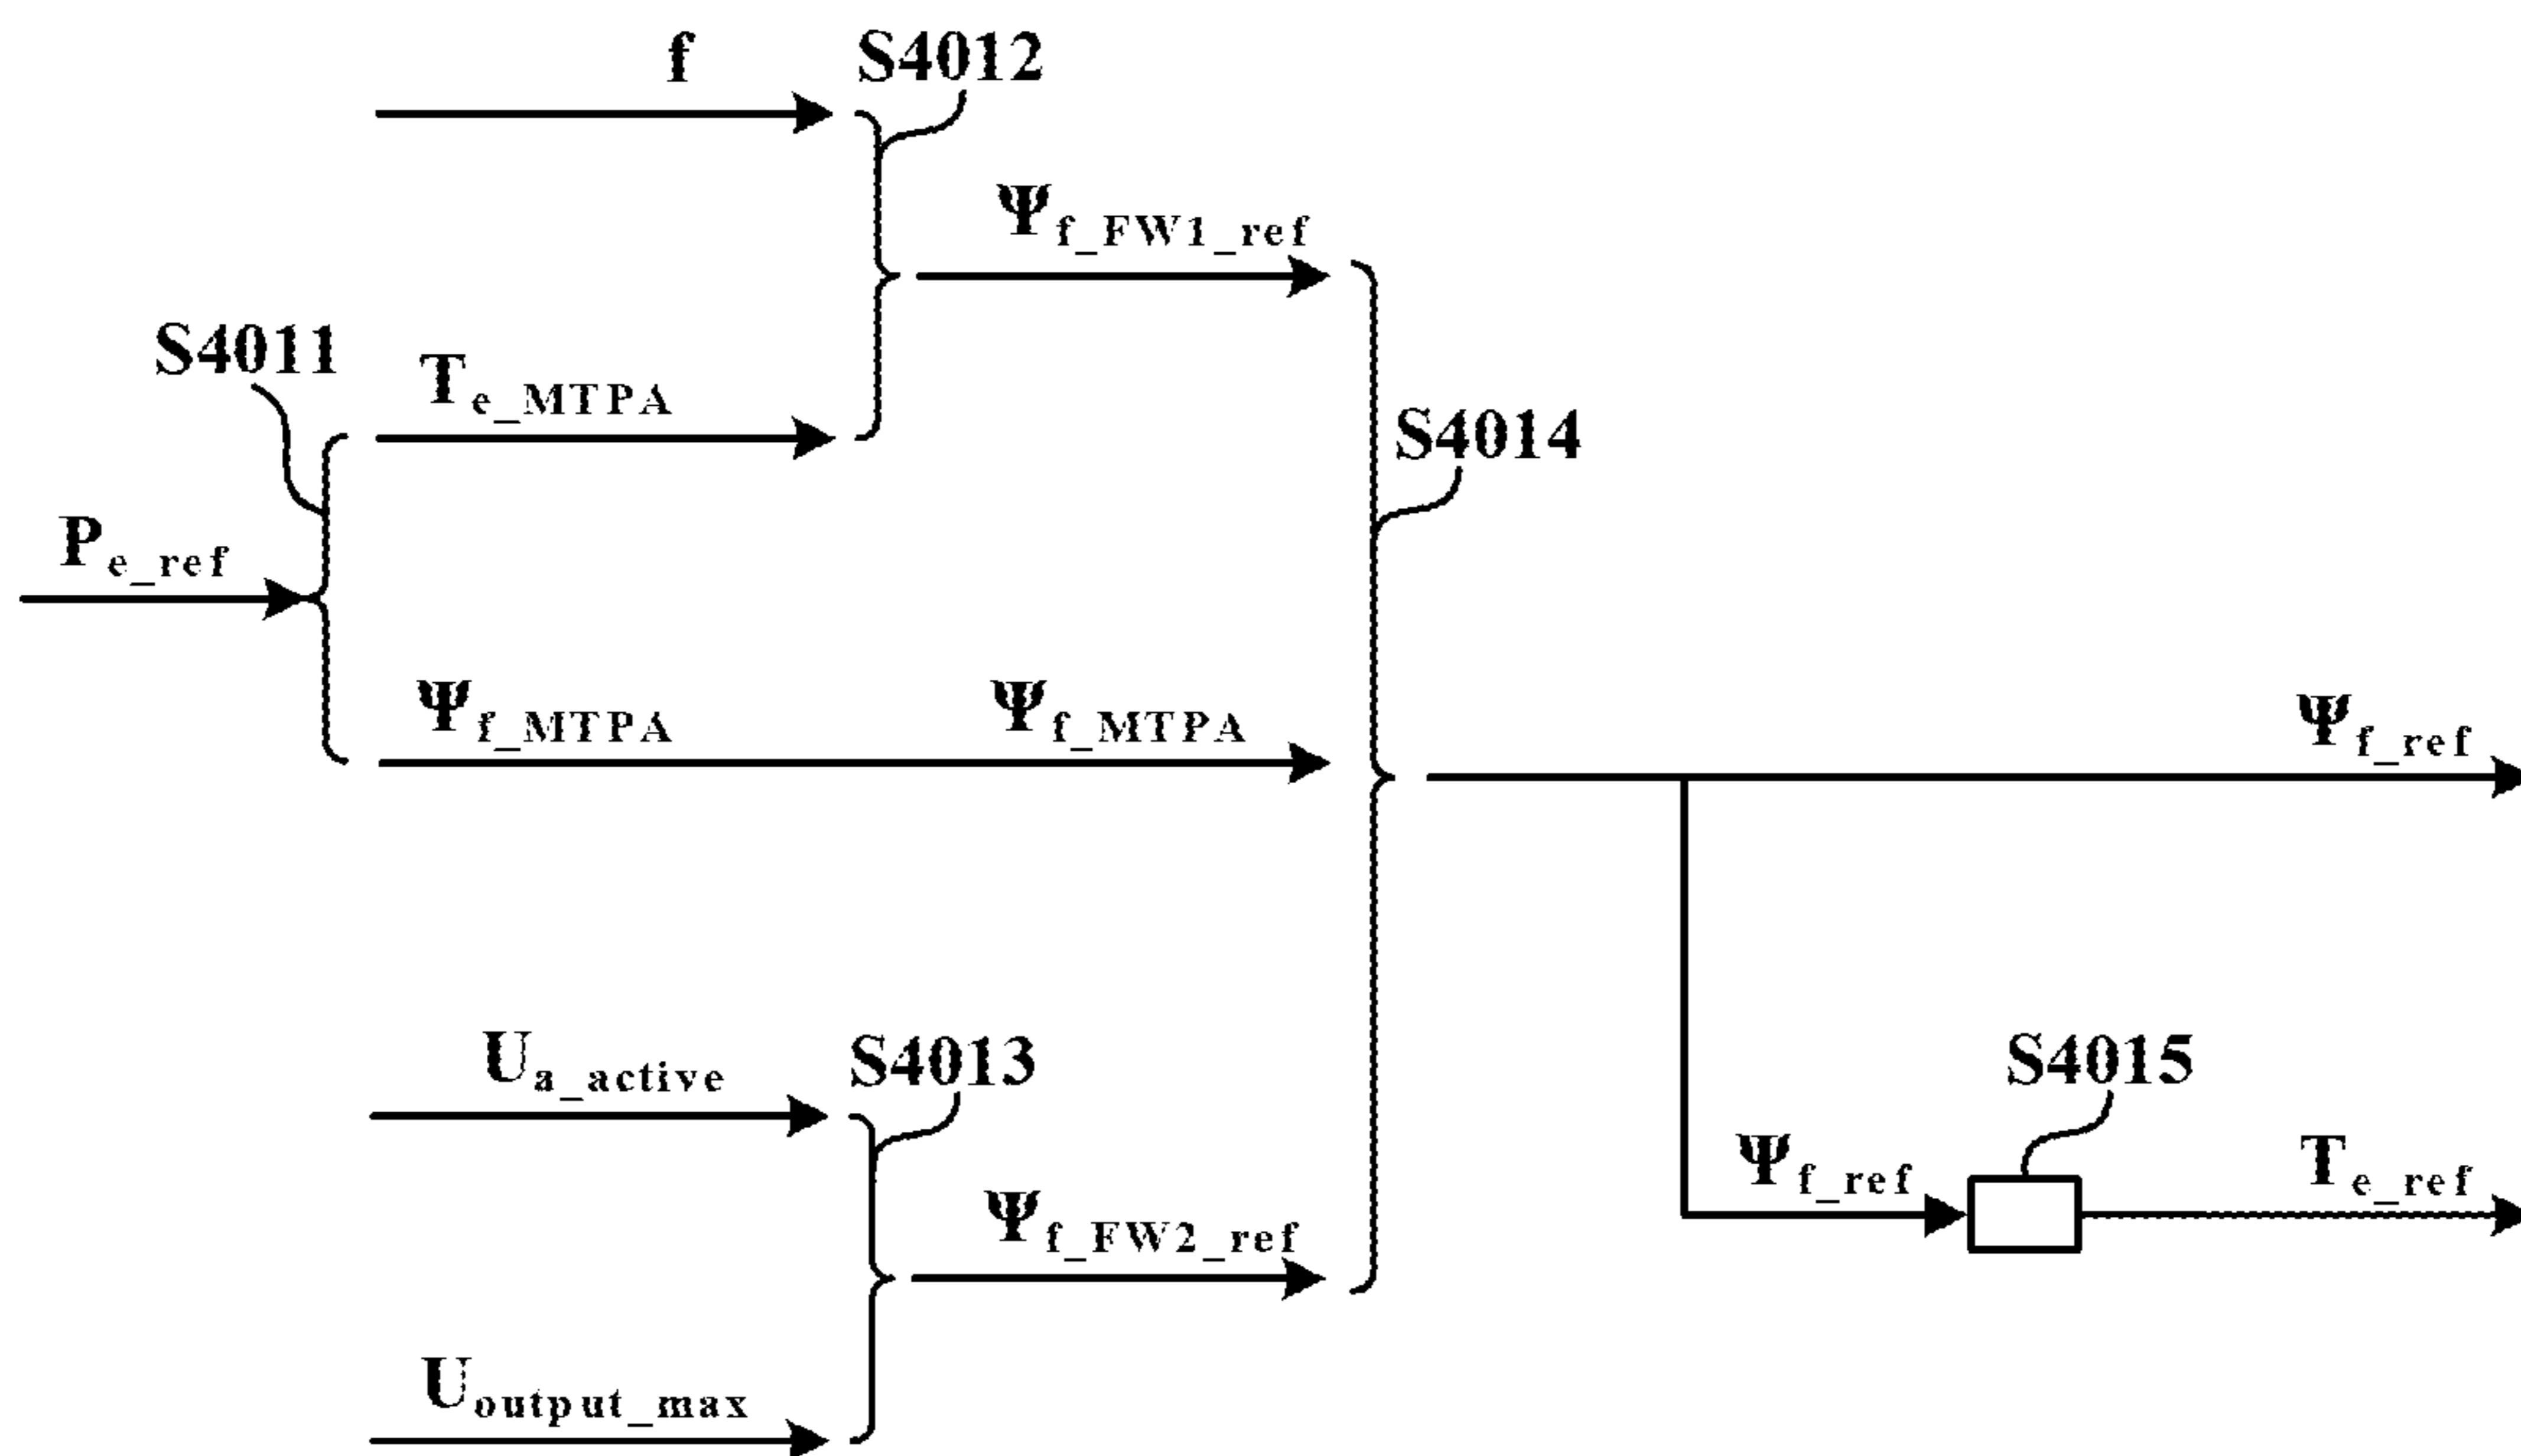 f
S4012
Ψf_FW1_ref
S4011
Te_MTPA
S4014
Pe_ref
Ψf_MTPA
Ψf_MTPA
Ψf_ref
Ua_active
S4013
S4015
Ψf_ref
Te_ref
Ψf_FW2_ref
Uoutput_max